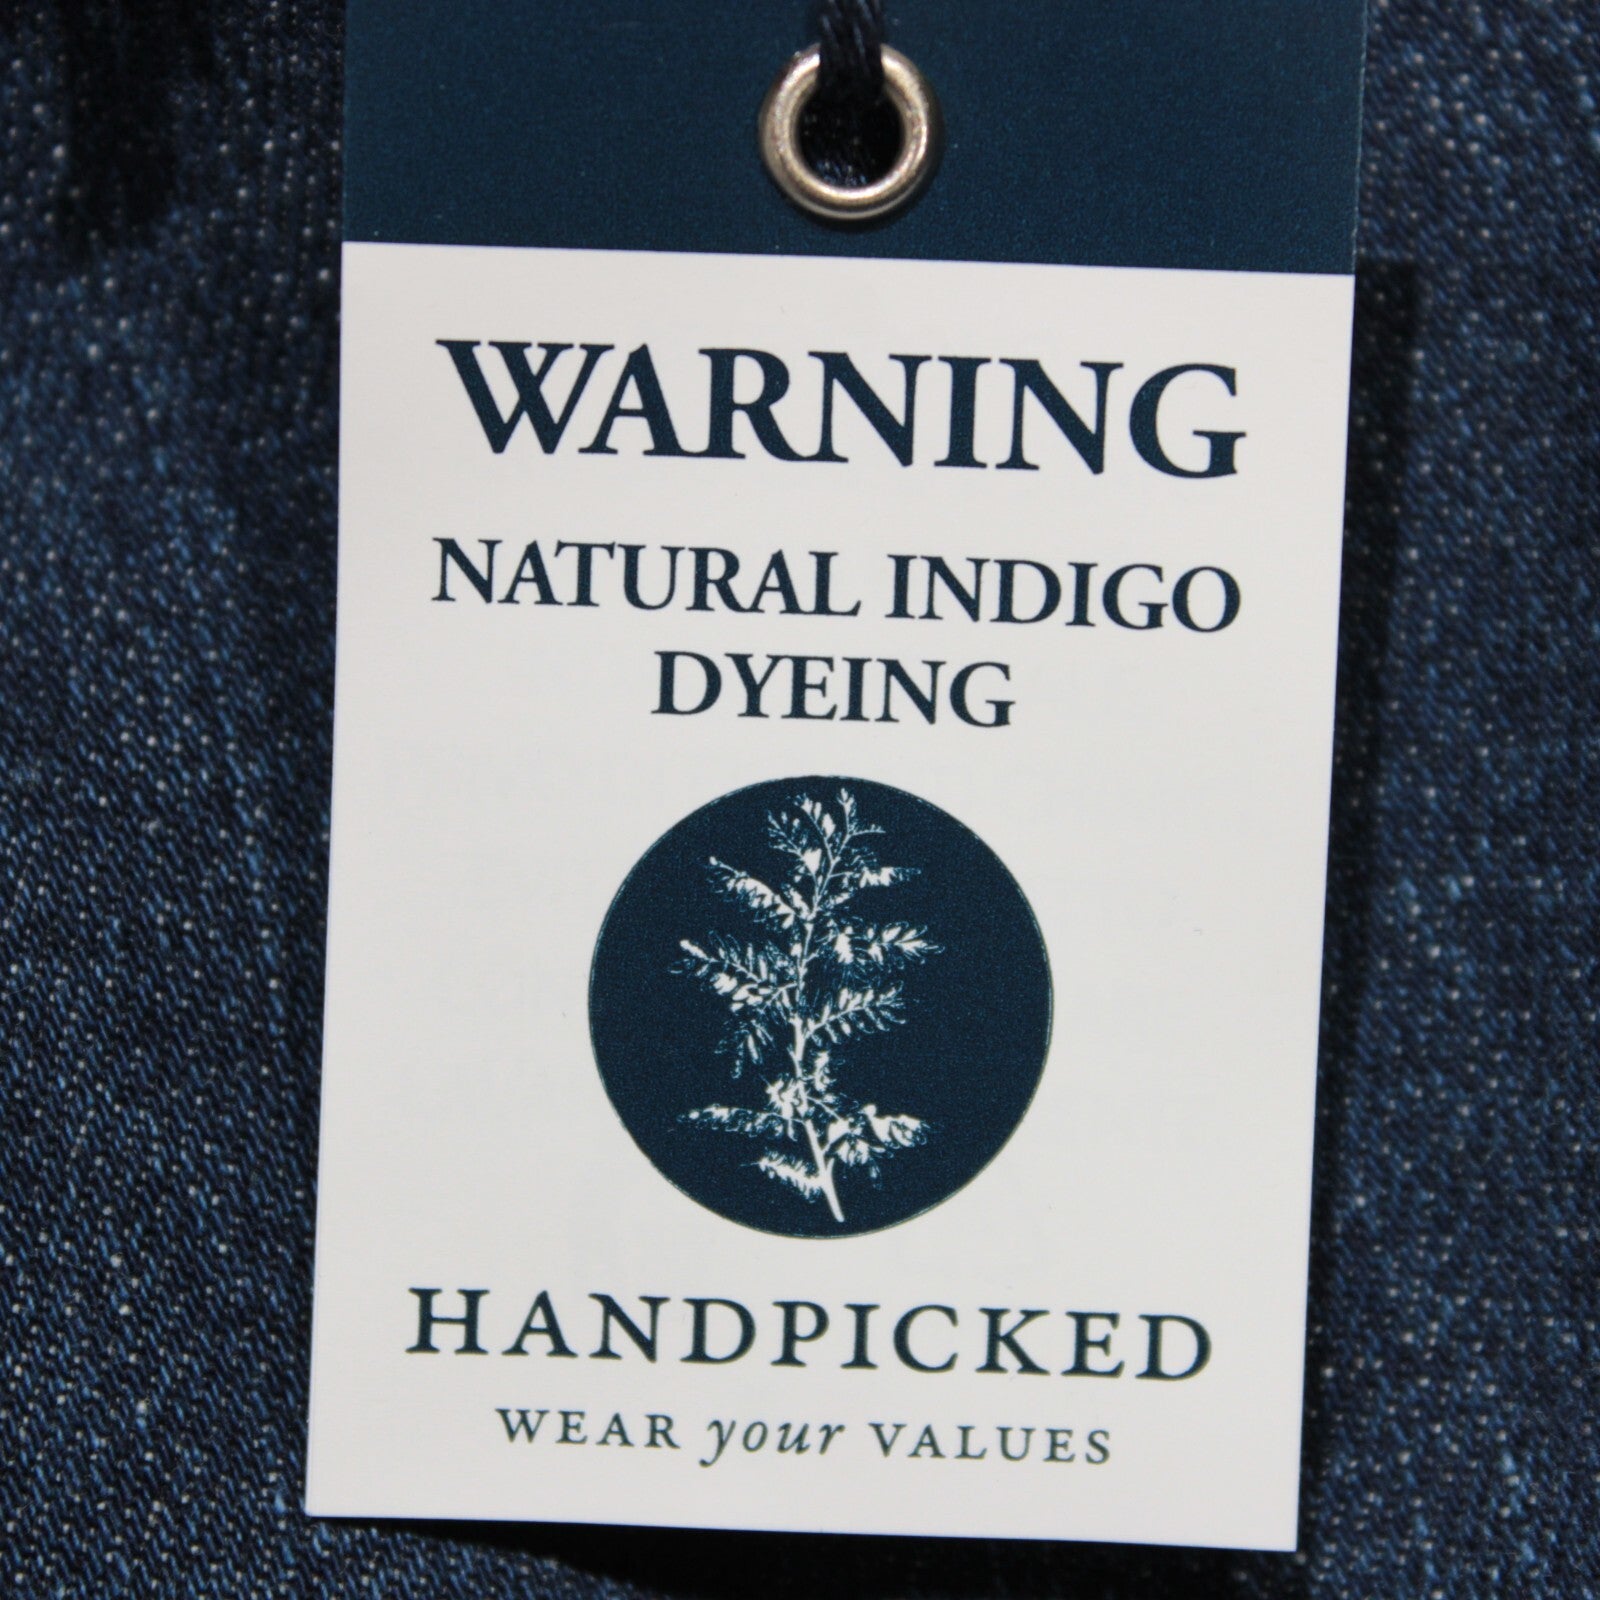 WARNING
NATURAL INDIGO
DYEING
HANDPICKED
WEAR your VALUES